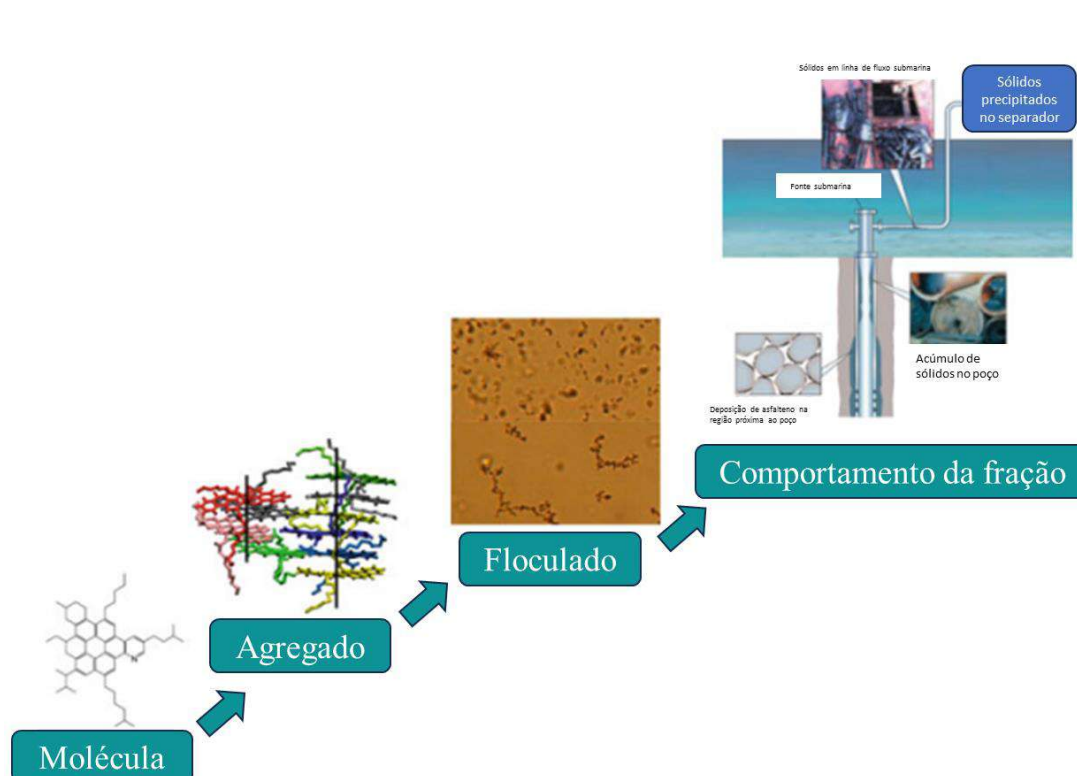 Sólidos em linha de fluxo submarina
Sólidos
precipitados
no separador
Fonte submarina
Acúmulo de
sólidos no poço
Deposição de asfalteno na
região próxima ao poço
Comportamento da fração
Floculado
Agregado
N
Molécula